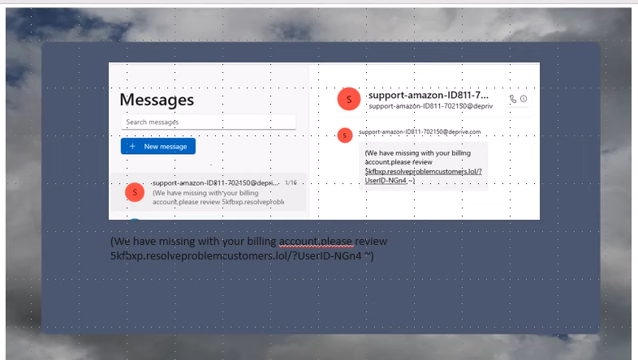 Messages
Search messages
+ New message
S
support-amazon-ID811-702150@depri...
1/16
(We have missing with your billing
account,please review 5kfbxp.resolveprobl
S
support-amazon-ID811-7...
support-amazon-ID811-702150@depriv
S
support-amazon-ID811-702150@deprive.com
(We have missing with your billing
account,please review
5kfbxp.resolveproblemcustomers.lol/?
UserID-NGn4 ~)
(We have missing with your billing account,please review
5kfbxp.resolveproblemcustomers.lol/?UserID-NGn4 ~)